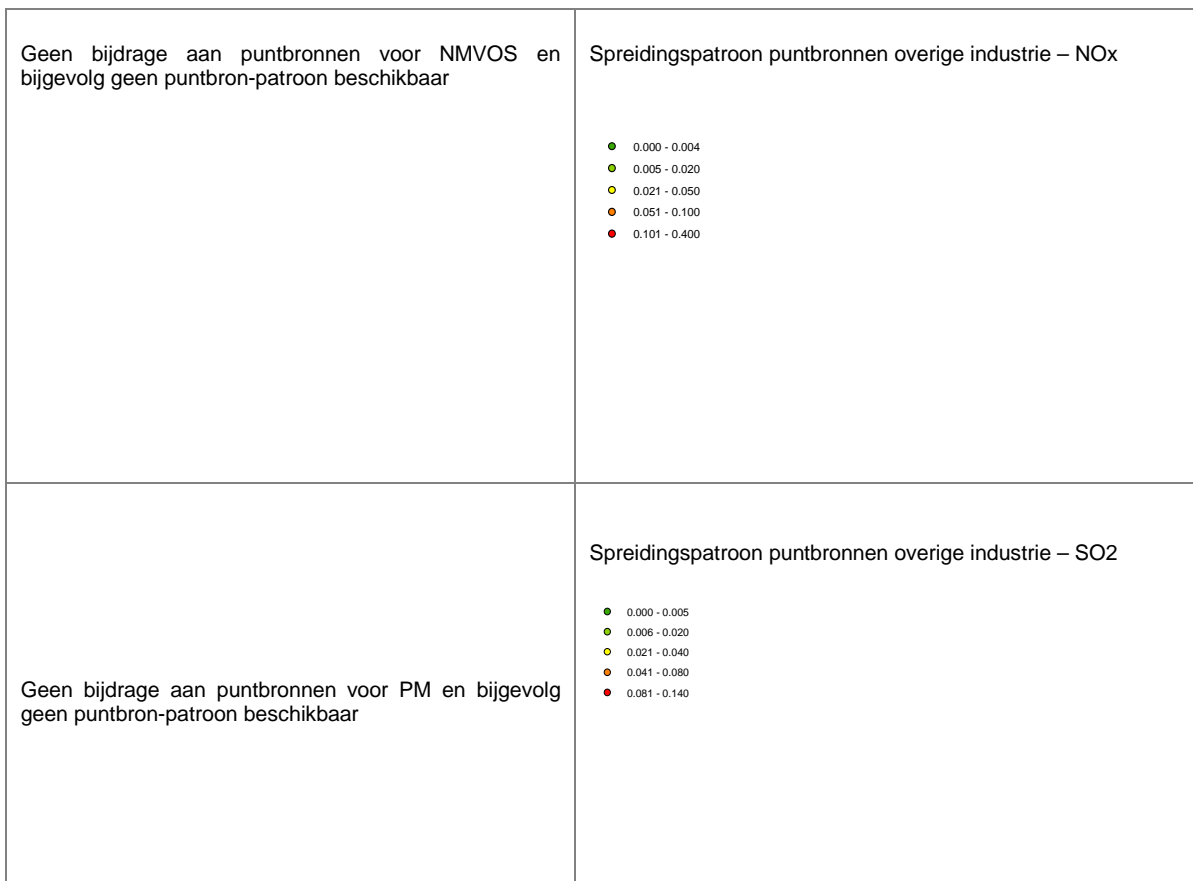 Geen bijdrage aan puntbronnen voor NMVOS en
bijgevolg geen puntbron-patroon beschikbaar
Spreidingspatroon puntbronnen overige industrie – NOx
0.000 - 0.004
0.005 - 0.020
0.021 - 0.050
0.051 - 0.100
0.101 - 0.400
Geen bijdrage aan puntbronnen voor PM en bijgevolg
geen puntbron-patroon beschikbaar
Spreidingspatroon puntbronnen overige industrie – SO2
0.000 - 0.005
0.006 - 0.020
0.021 - 0.040
0.041 - 0.080
0.081 - 0.140